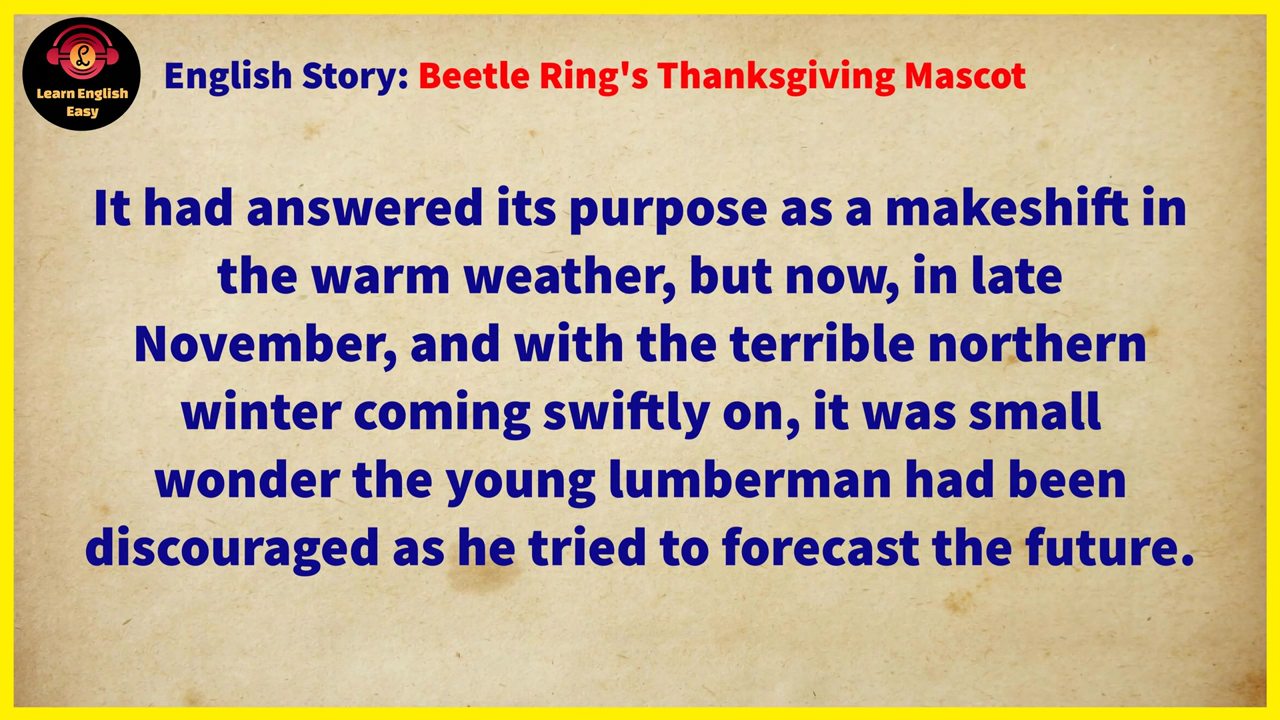 Learn English
Easy
English Story: Beetle Ring's Thanksgiving Mascot
It had answered its purpose as a makeshift in
the warm weather, but now, in late
November, and with the terrible northern
winter coming swiftly on, it was small
wonder the young lumberman had been
discouraged as he tried to forecast the future.